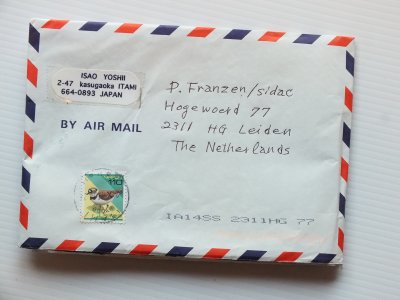 ISAO YOSHII
2-47 kasugaoka ITAMI
664-0893 JAPAN
BY AIR MAIL
P. Franzen/sidac
Hogewoerd 77
2311 HG Leiden
The Netherlands
110
IA14SS 2311HG 77